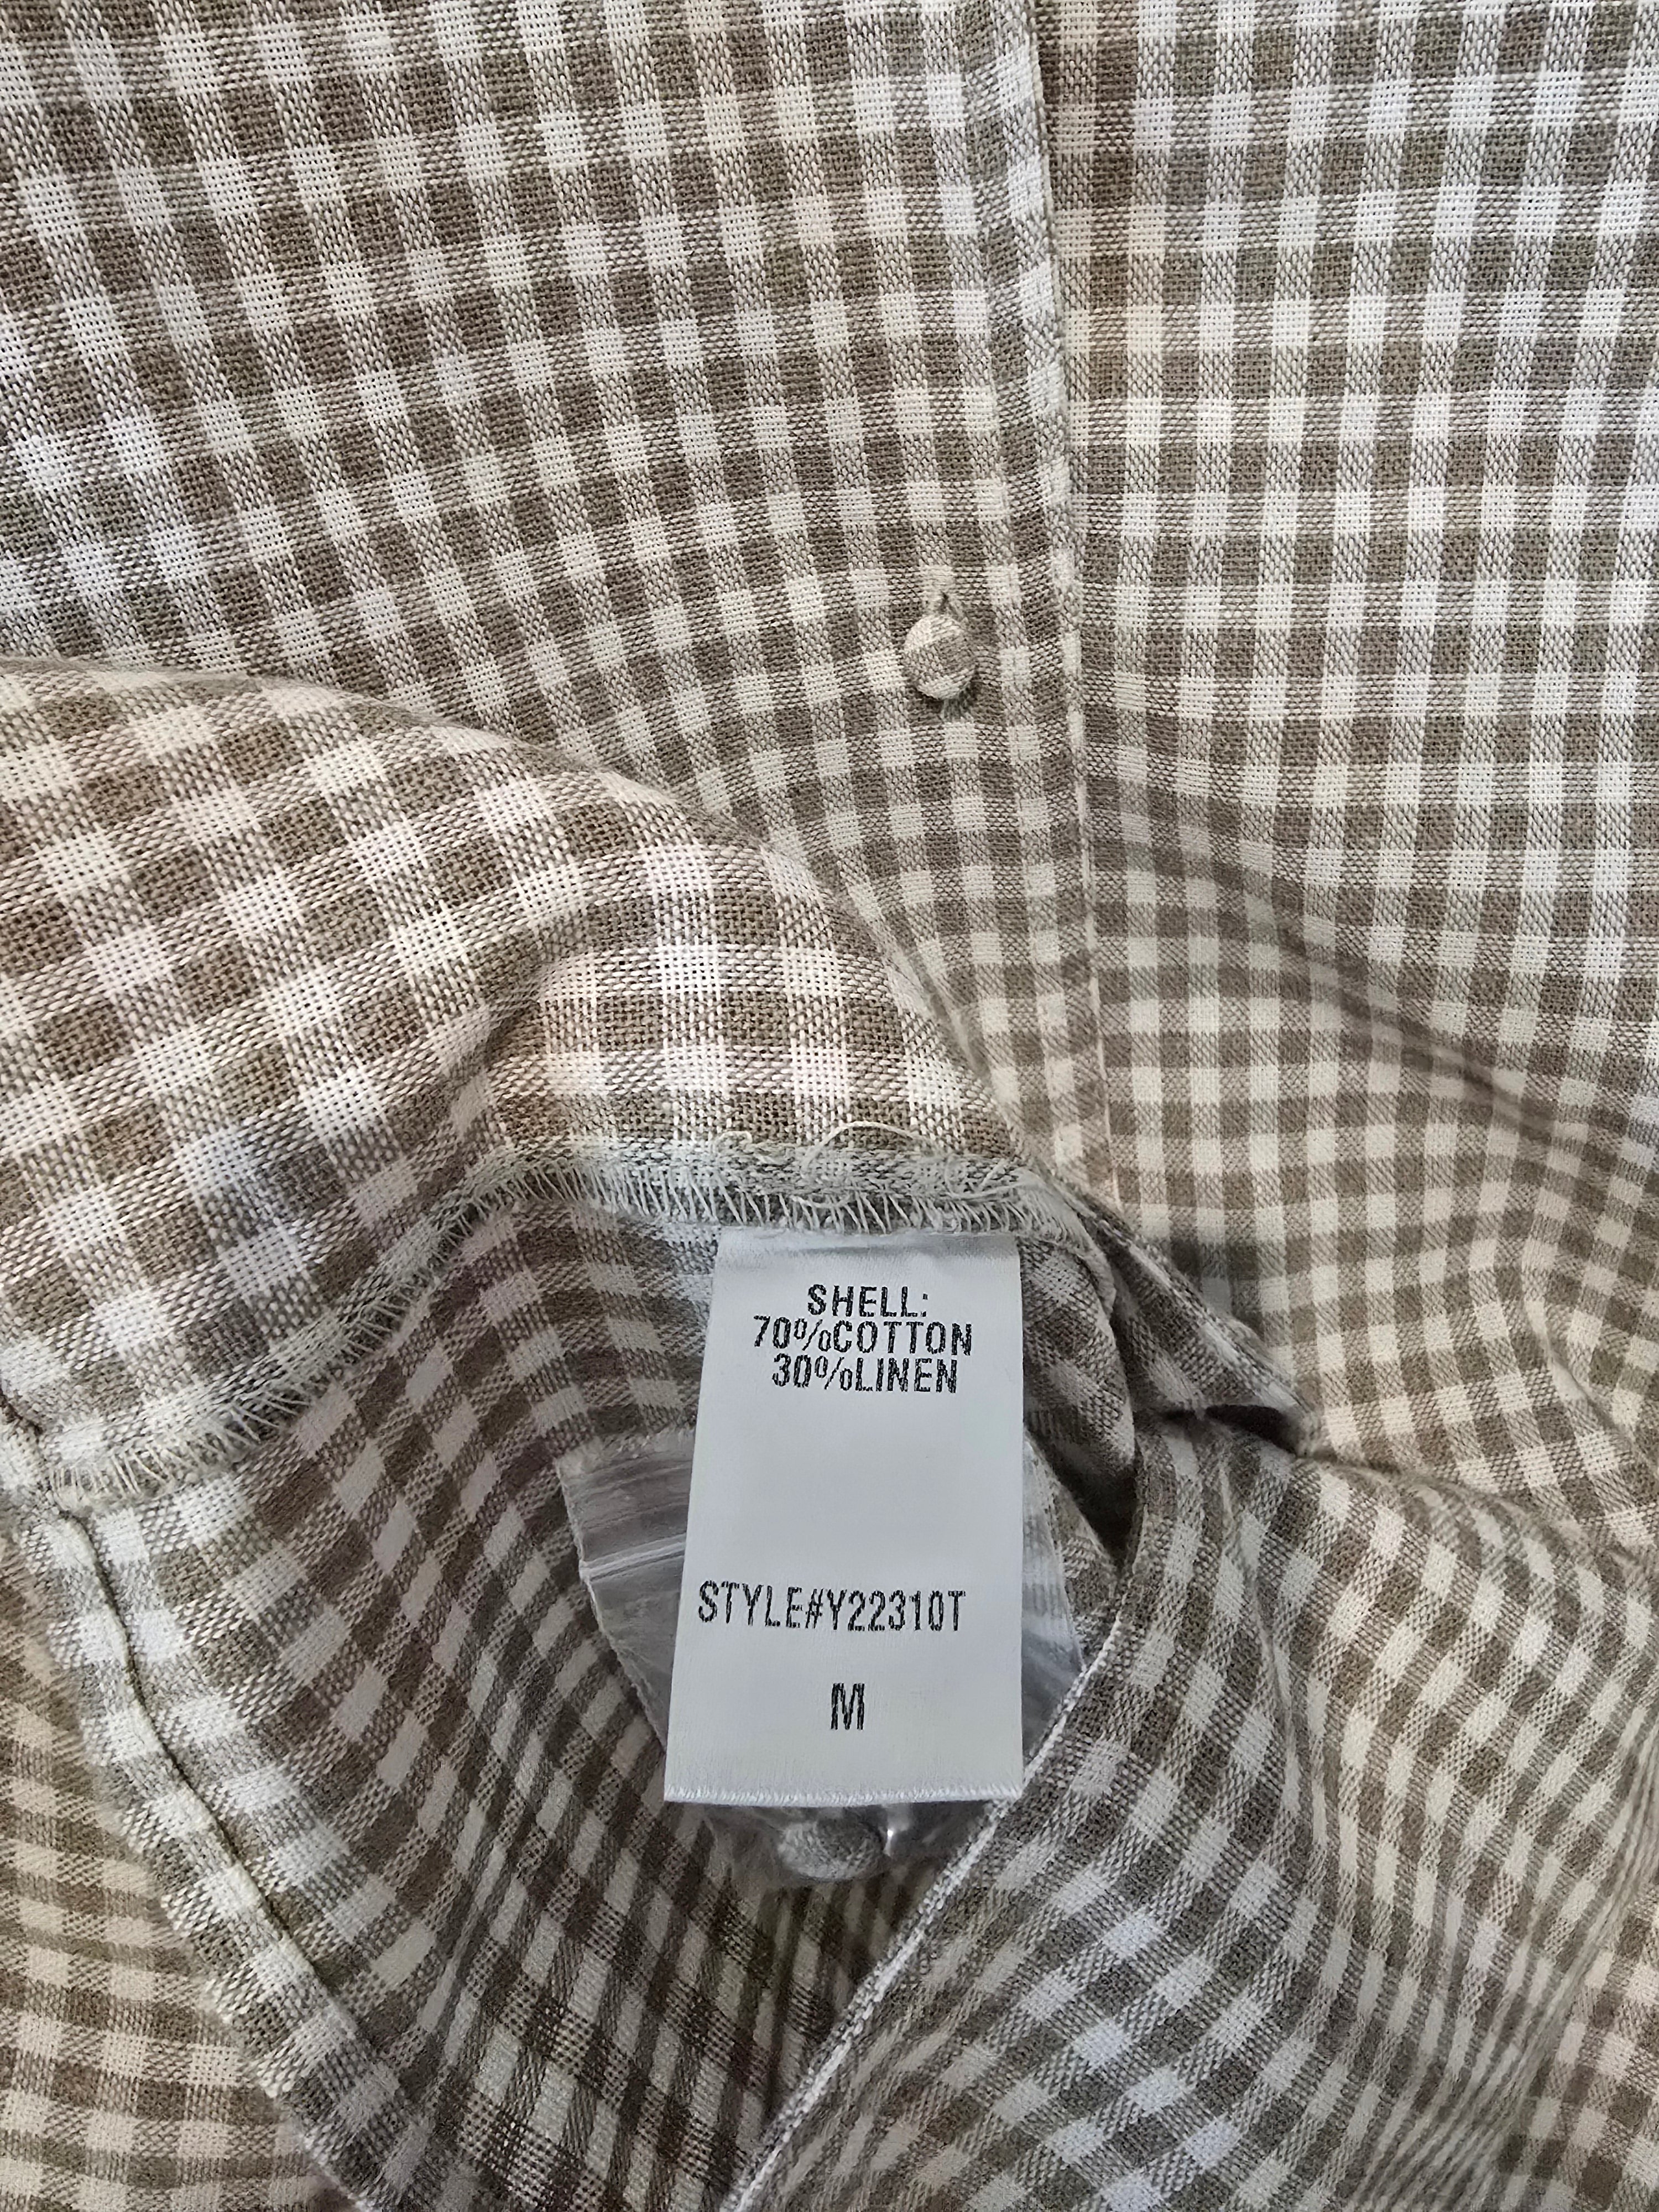 SHELL:
70%COTTON
30%LINEN
STYLE#Y22310T
M